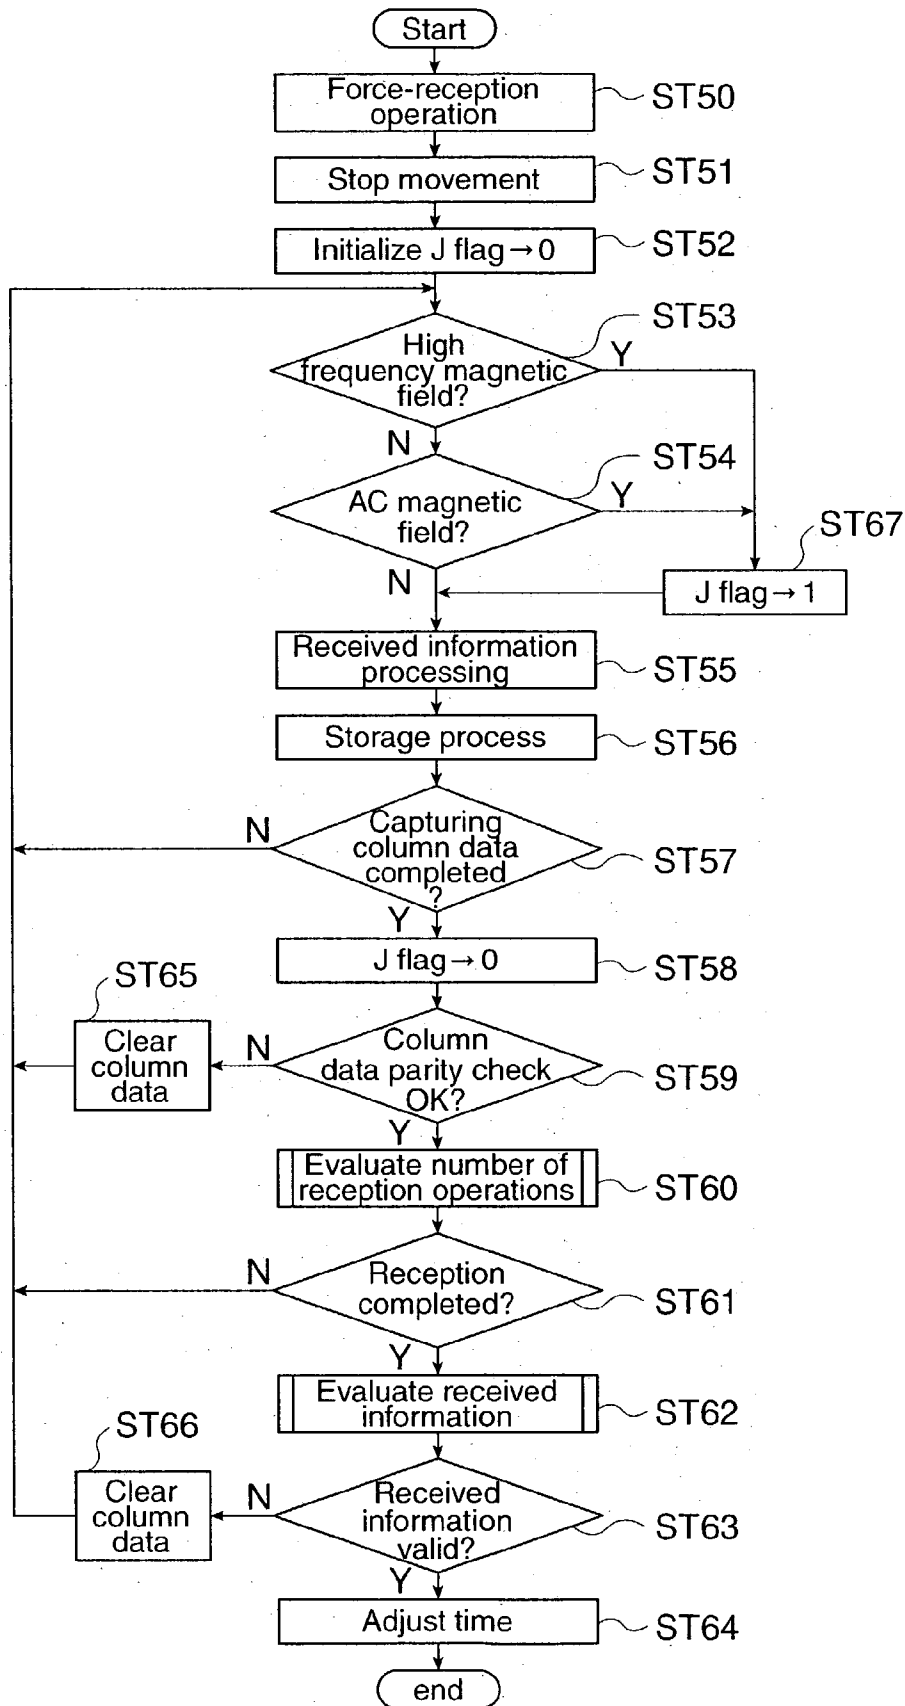 Start
Force-reception
operation
ST50
Stop movement
ST51
Initialize J flag→0
ST52
High
frequency magnetic
field?
ST53
Y
N
AC magnetic
field?
ST54
Y
N
J flag→1
ST67
Received information
processing
ST55
Storage process
ST56
Capturing
column data
completed
?
ST57
N
Y
J flag→0
ST58
Column
data parity check
OK?
ST59
N
Clear
column
data
ST65
Y
Evaluate number of
reception operations
ST60
Reception
completed?
ST61
N
Y
Evaluate received
information
ST62
Received
information
valid?
ST63
N
Clear
column
data
ST66
Y
Adjust time
ST64
end